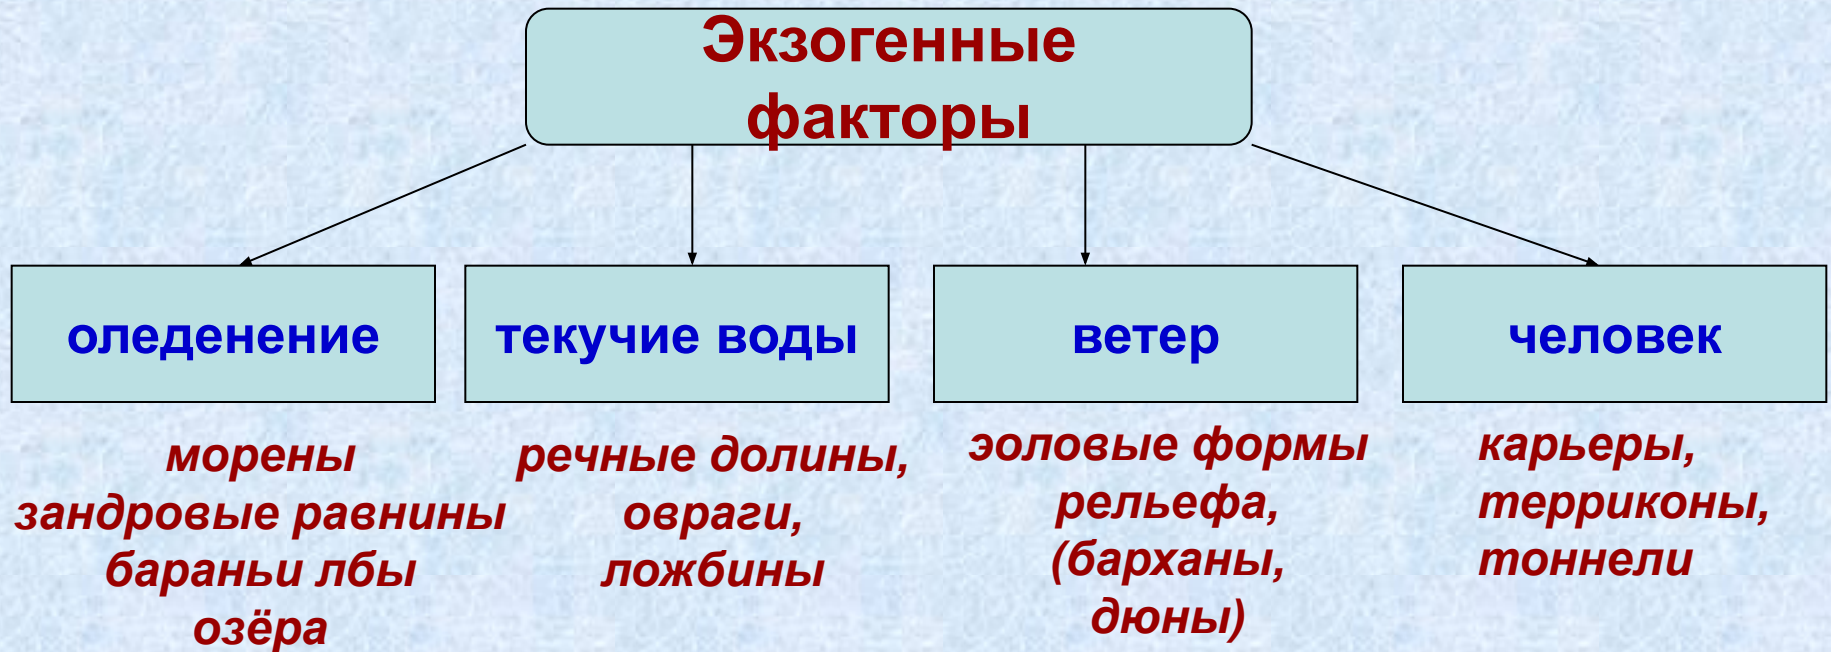 Экзогенные
факторы
оледенение
текучие воды
ветер
человек
морены
зандровые равнины
бараньи лбы
озёра
речные долины,
овраги,
ложбины
эоловые формы
рельефа,
(барханы,
дюны)
карьеры,
терриконы,
тоннели